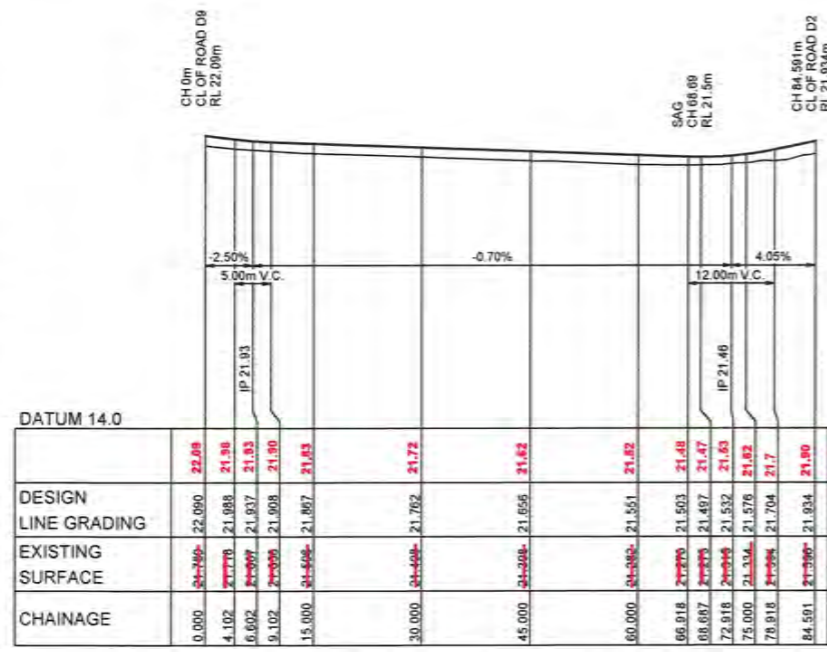 CH 0m
CL OF ROAD D9
RL 22.09m
SAG
CH 68.69
RL 21.5m
CH 84.591m
CL OF ROAD D2
RL 21.934m
-2.50% -0.70% 4.05%
5.00m V.C. 12.00m V.C.
IP 21.93 IP 21.46
DATUM 14.0
22.09 21.98 21.93 21.90 21.83 21.72 21.62 21.52 21.48 21.47 21.53 21.62 21.7 21.90
DESIGN
LINE GRADING 22.090 21.988 21.937 21.908 21.867 21.762 21.656 21.551 21.503 21.497 21.532 21.576 21.704 21.934
EXISTING
SURFACE
CHAINAGE 0.000 4.102 6.602 9.102 15.000 30.000 45.000 60.000 66.918 68.687 72.918 75.000 78.918 84.591